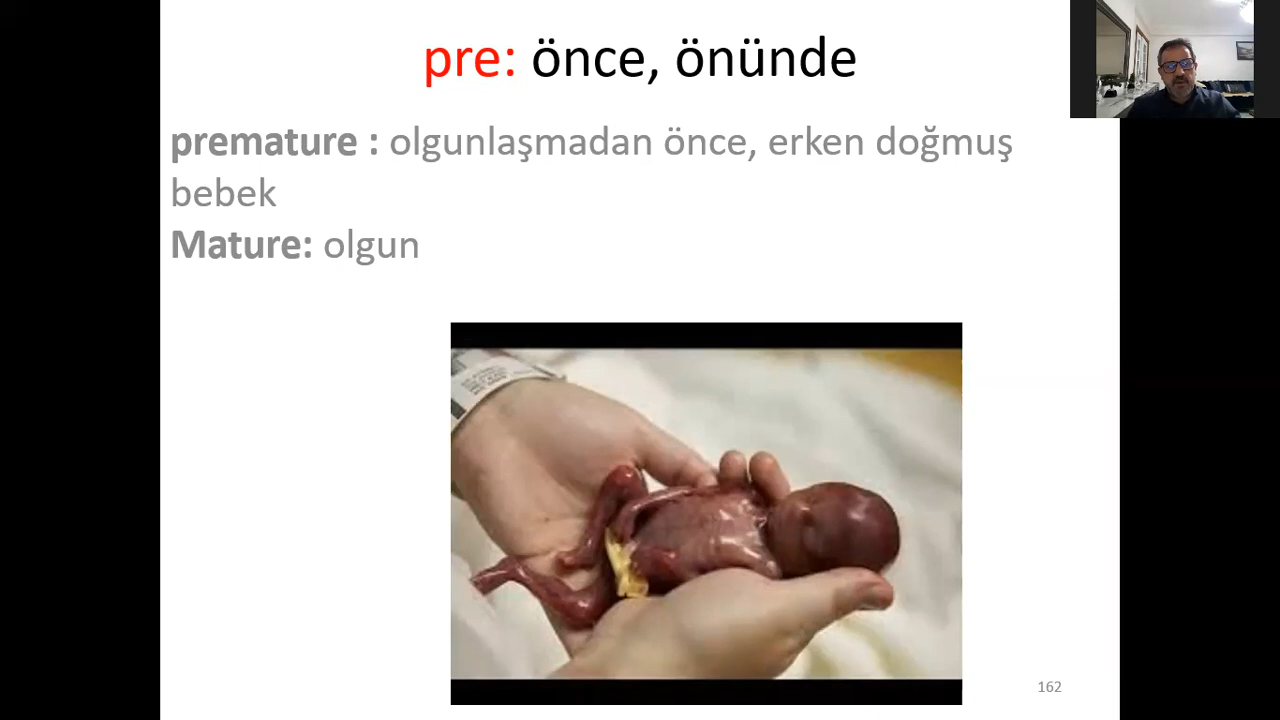 pre: önce, önünde
premature : olgunlaşmadan önce, erken doğmuş
bebek
Mature: olgun
162